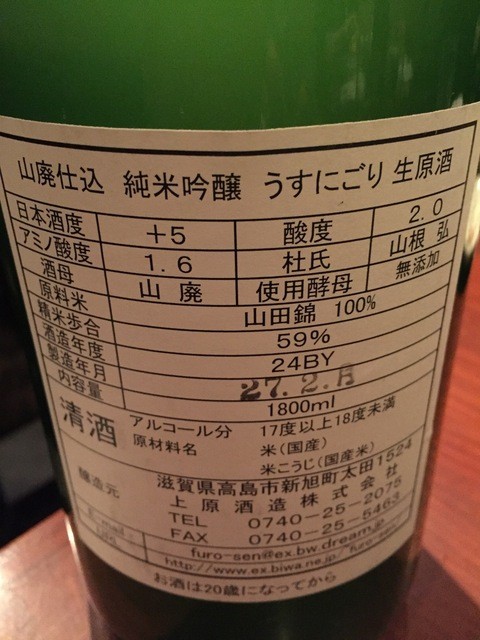 山廃仕込 純米吟醸 うすにごり 生原酒
日本酒度 +5 酸度 2.0
アミノ酸度 1.6 杜氏 山根 弘
酒母 山廃 使用酵母 無添加
原料米 山田錦 100%
精米歩合 59%
酒造年度 24BY
製造年月 27.2.月
内容量 1800ml
清酒 アルコール分 17度以上18度未満
原材料名 米(国産)
米こうじ(国産米)
醸造元 滋賀県高島市新旭町太田1524
上原酒造株式会社
TEL 0740-25-2075
FAX 0740-25-5463
E-mail: furo-sen@ex.bw.dream.jp
http://www.ex.biwa.ne.jp/~furo-sen/
お酒は20歳になってから